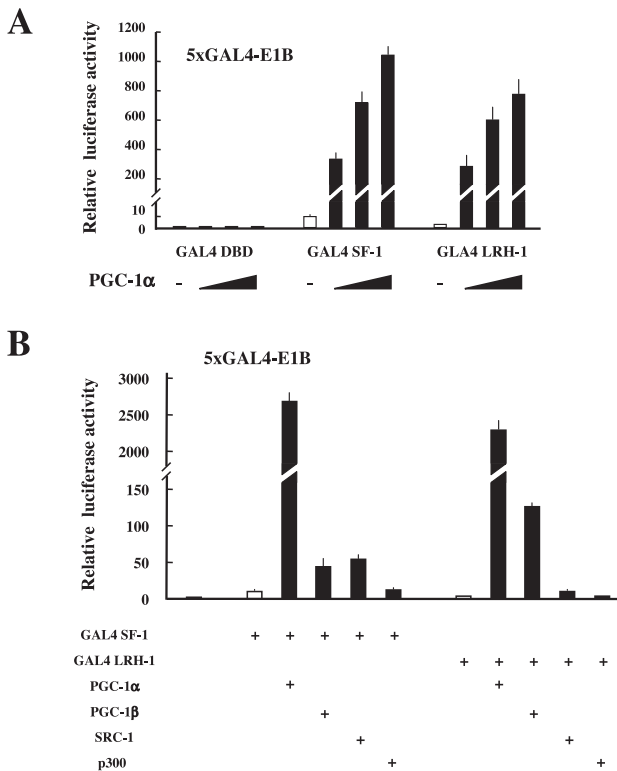 A
5xGAL4-E1B
Relative luciferase activity
1200
1000
800
600
400
200
10
0
GAL4 DBD GAL4 SF-1 GLA4 LRH-1
PGC-1α - - -
B
5xGAL4-E1B
Relative luciferase activity
3000
2500
2000
150
100
50
0
GAL4 SF-1 + + + + +
GAL4 LRH-1 + + + + +
PGC-1α + +
PGC-1β + +
SRC-1 + +
p300 + +